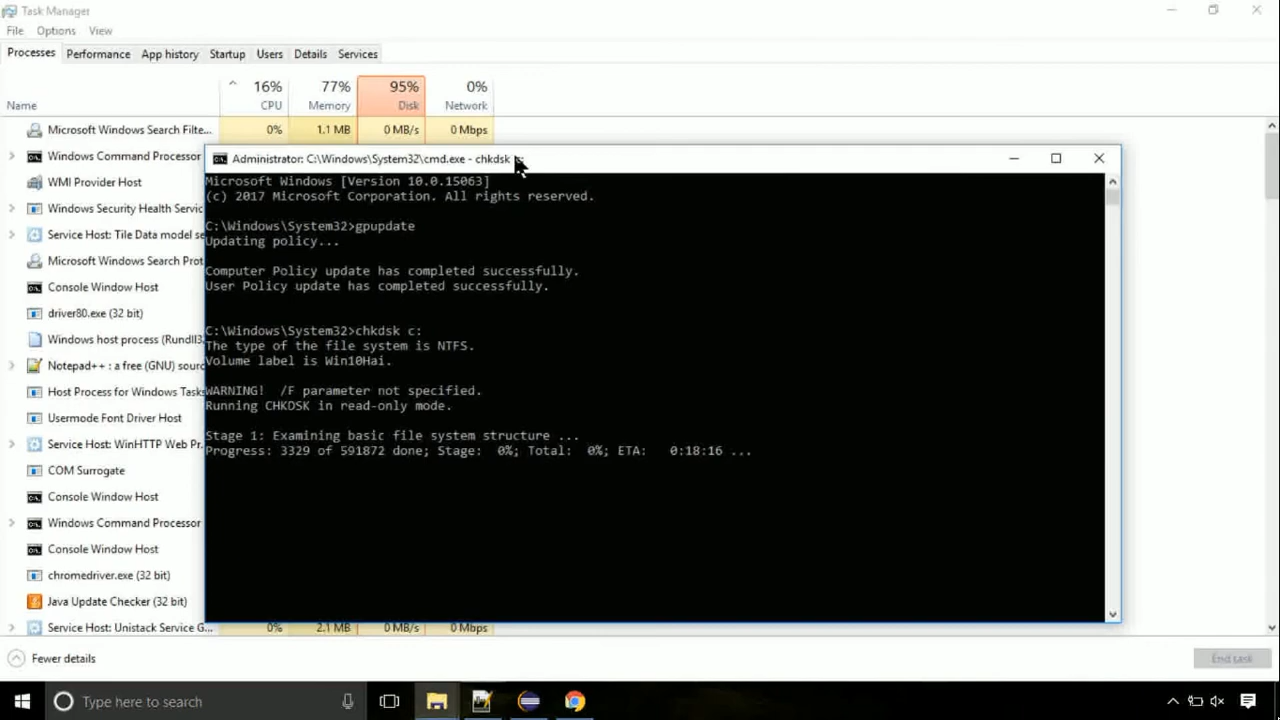 Task Manager
File Options View
Processes Performance App history Startup Users Details Services
16% 77% 95% 0%
Name CPU Memory Disk Network
Microsoft Windows Search Filte... 0% 1.1 MB 0 MB/s 0 Mbps
Windows Command Processor
WMI Provider Host
Windows Security Health Servic
Service Host: Tile Data model se
Microsoft Windows Search Prot
Console Window Host
driver80.exe (32 bit)
Windows host process (Rundll3
Notepad++ : a free (GNU) sourc
Host Process for Windows Task
Usermode Font Driver Host
Service Host: WinHTTP Web Pr
COM Surrogate
Console Window Host
Windows Command Processor
Console Window Host
chromedriver.exe (32 bit)
Java Update Checker (32 bit)
Service Host: Unistack Service G... 0% 2.1 MB 0 MB/s 0 Mbps
Administrator: C:\Windows\System32\cmd.exe - chkdsk
Microsoft Windows [Version 10.0.15063]
(c) 2017 Microsoft Corporation. All rights reserved.
C:\Windows\System32>gpupdate
Updating policy...
Computer Policy update has completed successfully.
User Policy update has completed successfully.
C:\Windows\System32>chkdsk c:
The type of the file system is NTFS.
Volume label is Win10Hai.
WARNING! /F parameter not specified.
Running CHKDSK in read-only mode.
Stage 1: Examining basic file system structure ...
Progress: 3329 of 591872 done; Stage: 0%; Total: 0%; ETA: 0:18:16 ...
Fewer details
End task
Type here to search